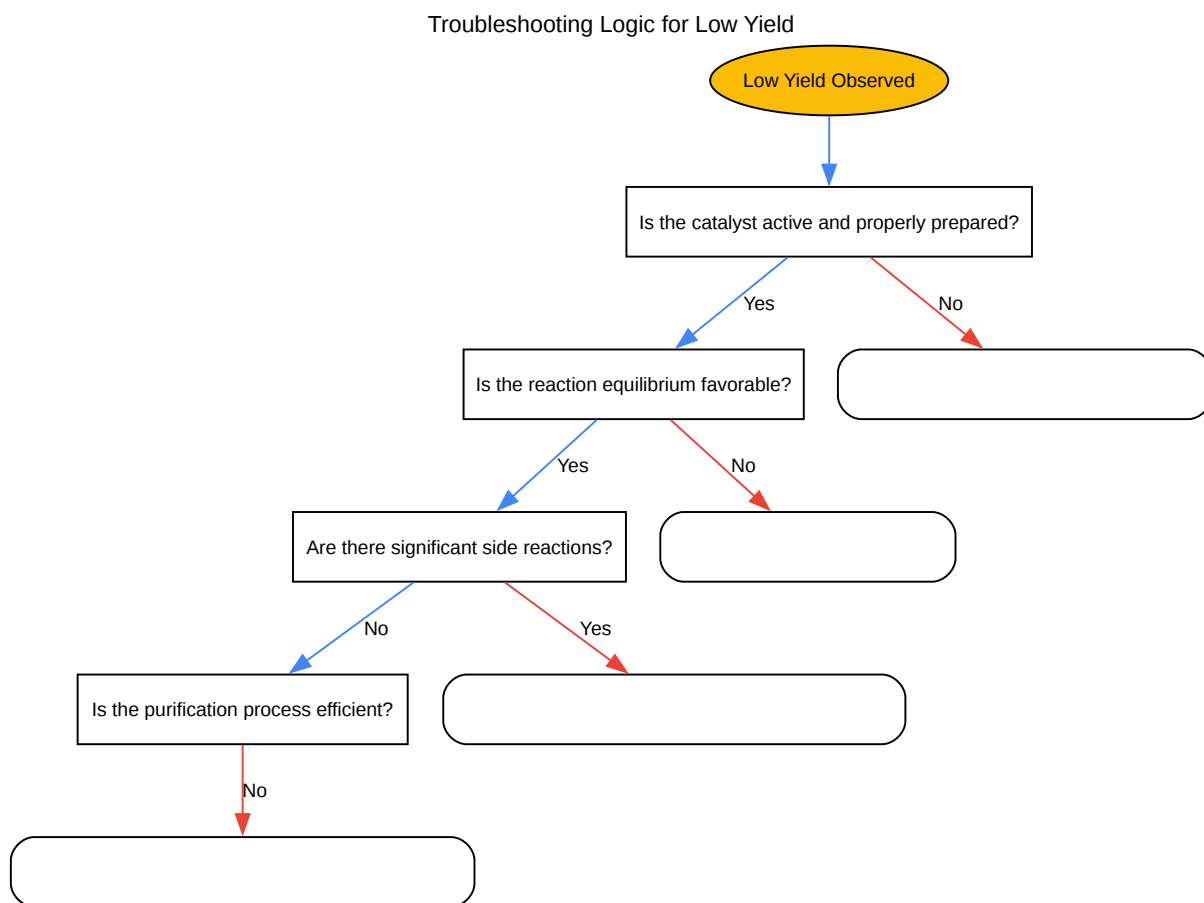 Troubleshooting Logic for Low Yield
Low Yield Observed
Is the catalyst active and properly prepared?
Yes
No
Is the reaction equilibrium favorable?
Yes
No
Are there significant side reactions?
No
Yes
Is the purification process efficient?
No